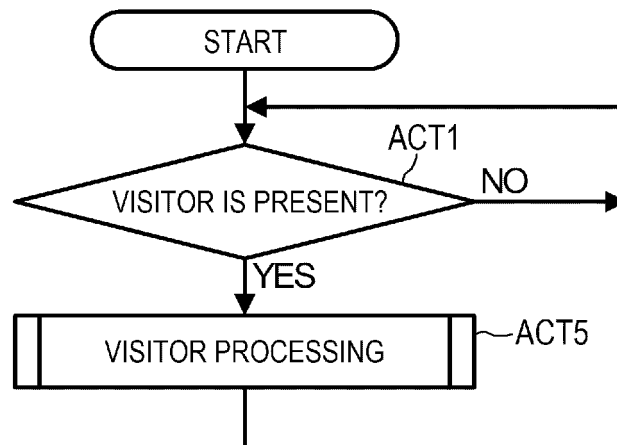 START
ACT1
VISITOR IS PRESENT?
NO
YES
VISITOR PROCESSING
ACT5